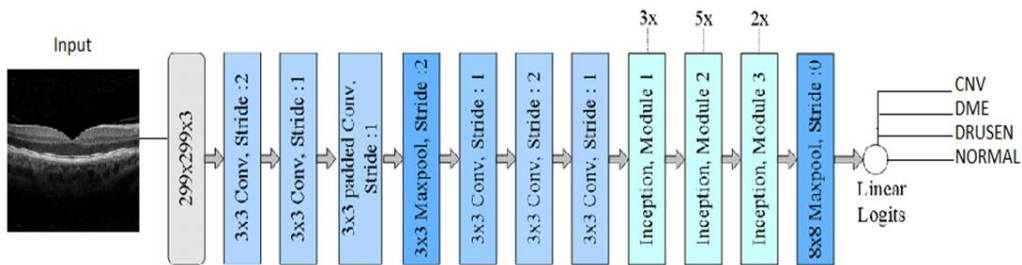 Input
299x299x3
3x3 Conv, Stride :2
3x3 Conv, Stride :1
3x3 padded Conv,
Stride :1
3x3 Maxpool, Stride :2
3x3 Conv, Stride : 1
3x3 Conv, Stride : 2
3x3 Conv, Stride : 1
3x
Inception, Module 1
5x
Inception, Module 2
2x
Inception, Module 3
8x8 Maxpool, Stride :0
Linear
Logits
CNV
DME
DRUSEN
NORMAL